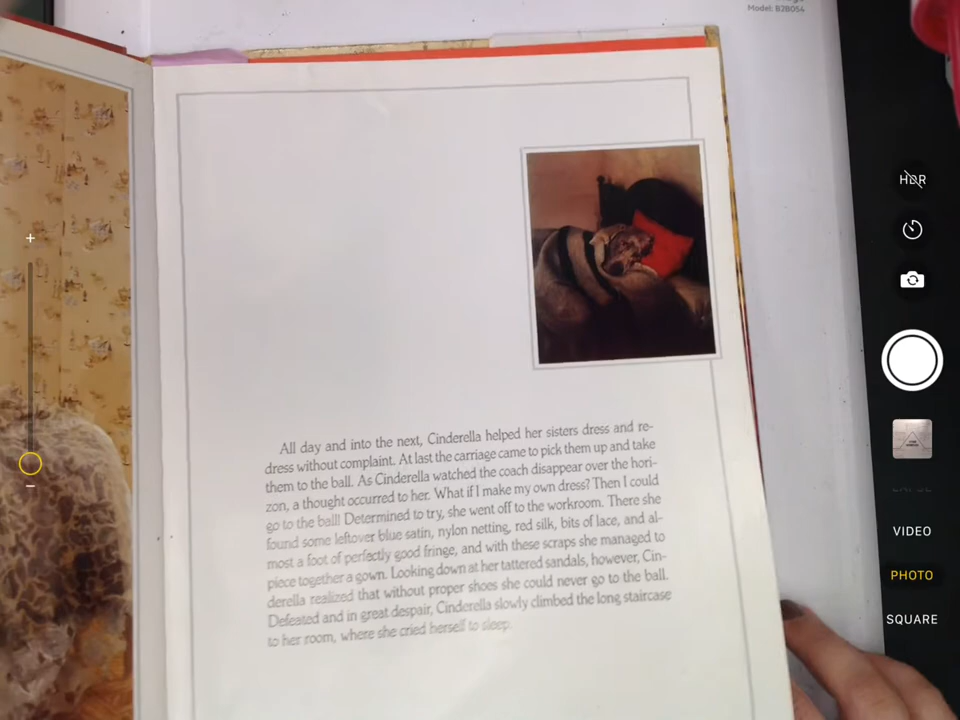 Model: B2B054
HDR
All day and into the next, Cinderella helped her sisters dress and re-
dress without complaint. At last the carriage came to pick them up and take
them to the ball. As Cinderella watched the coach disappear over the hori-
zon, a thought occurred to her. What if I make my own dress? Then I could
go to the ball! Determined to try, she went off to the workroom. There she
found some leftover blue satin, nylon netting, red silk, bits of lace, and al-
most a foot of perfectly good fringe, and with these scraps she managed to
piece together a gown. Looking down at her tattered sandals, however, Cin-
derella realized that without proper shoes she could never go to the ball.
Defeated and in great despair, Cinderella slowly climbed the long staircase
to her room, where she cried herself to sleep.
VIDEO
PHOTO
SQUARE